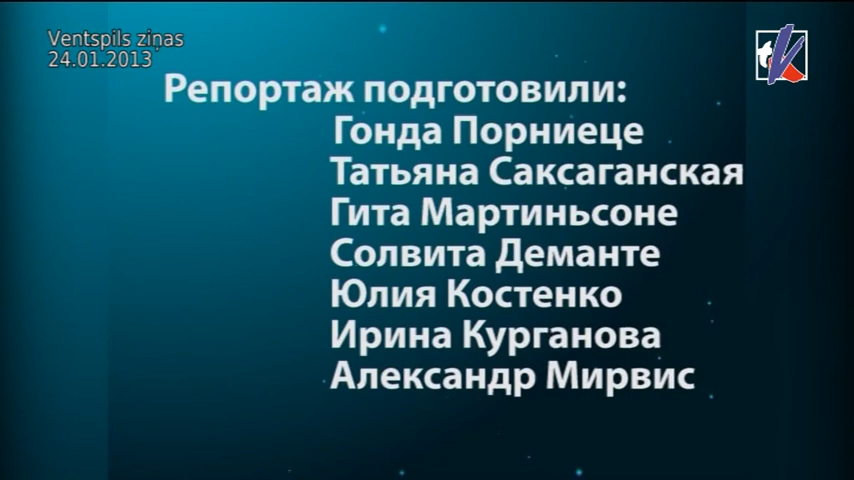 Ventspils ziņas
24.01.2013
Репортаж подготовили:
Гонда Порниеце
Татьяна Саксаганская
Гита Мартиньсоне
Солвита Деманте
Юлия Костенко
Ирина Курганова
Александр Мирвис